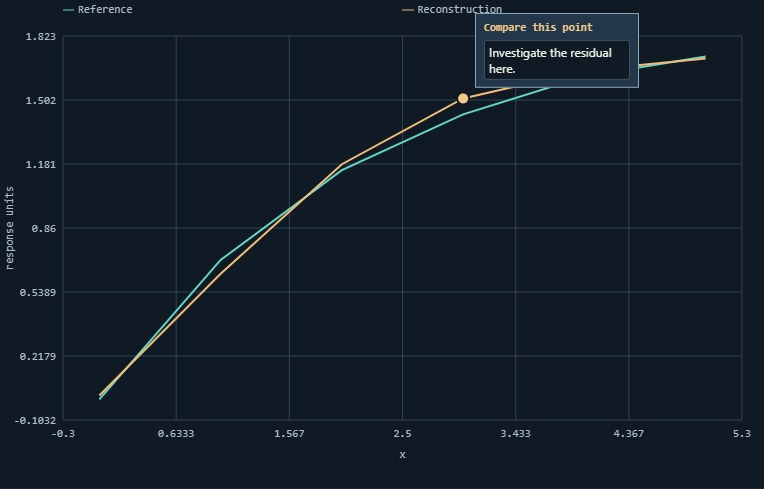 Reference
Reconstruction
Compare this point
Investigate the residual
here.
1.823
1.502
1.181
0.86
0.5389
0.2179
-0.1032
response units
-0.3
0.6333
1.567
2.5
3.433
4.367
5.3
x